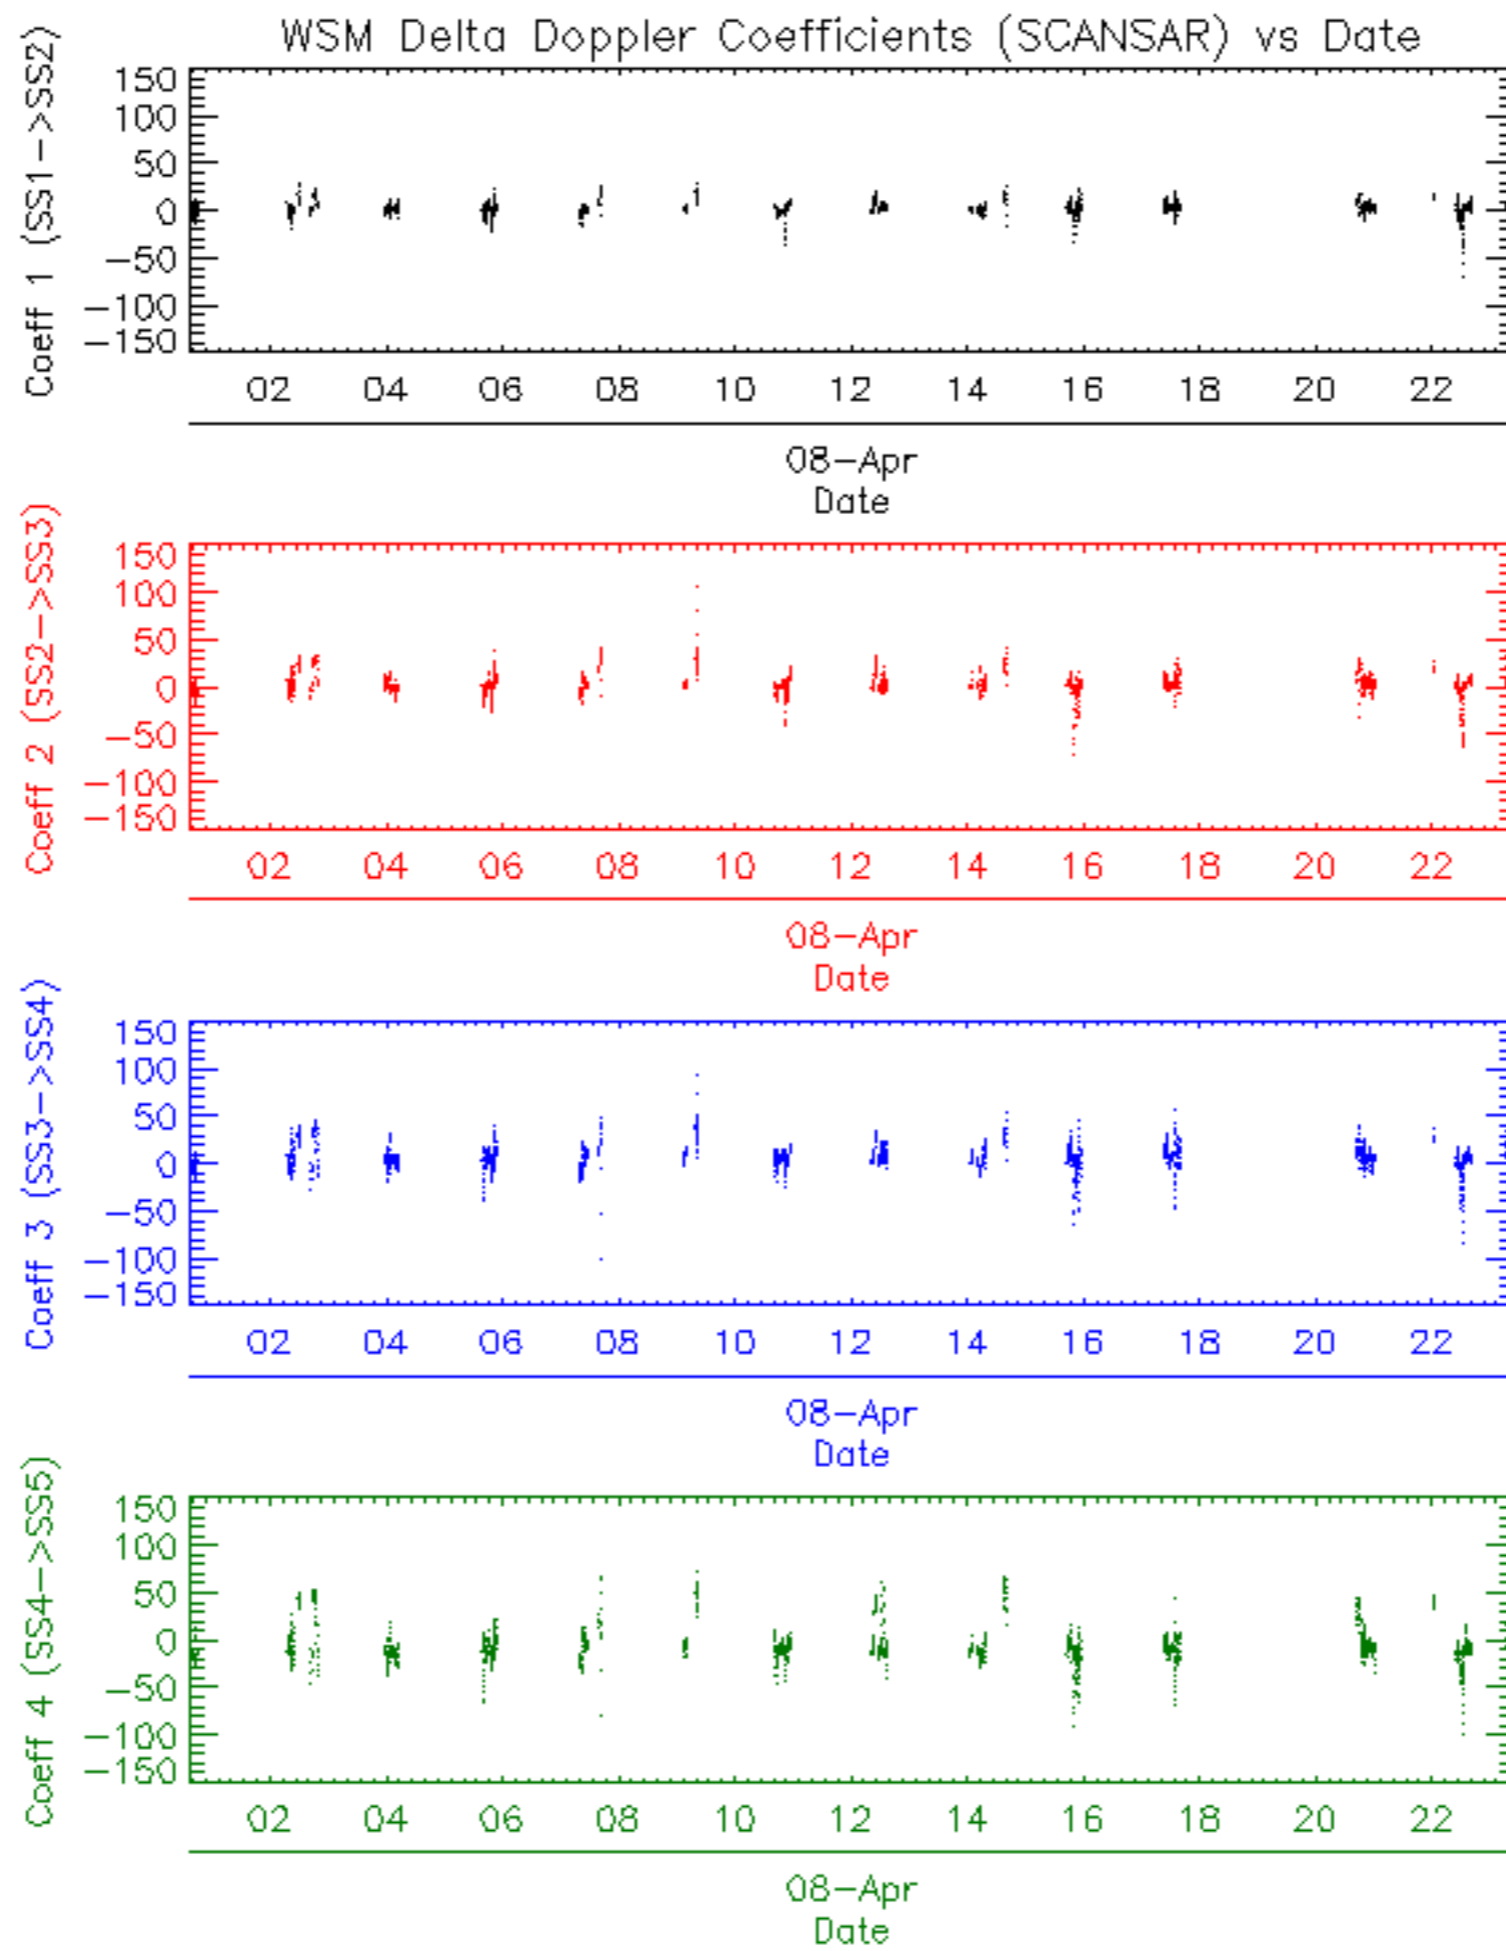 WSM Delta Doppler Coefficients (SCANSAR) vs Date
Coeff 1 (SS1->SS2)
150
100
50
0
-50
-100
-150
02 04 06 08 10 12 14 16 18 20 22
08-Apr
Date
Coeff 2 (SS2->SS3)
150
100
50
0
-50
-100
-150
02 04 06 08 10 12 14 16 18 20 22
08-Apr
Date
Coeff 3 (SS3->SS4)
150
100
50
0
-50
-100
-150
02 04 06 08 10 12 14 16 18 20 22
08-Apr
Date
Coeff 4 (SS4->SS5)
150
100
50
0
-50
-100
-150
02 04 06 08 10 12 14 16 18 20 22
08-Apr
Date